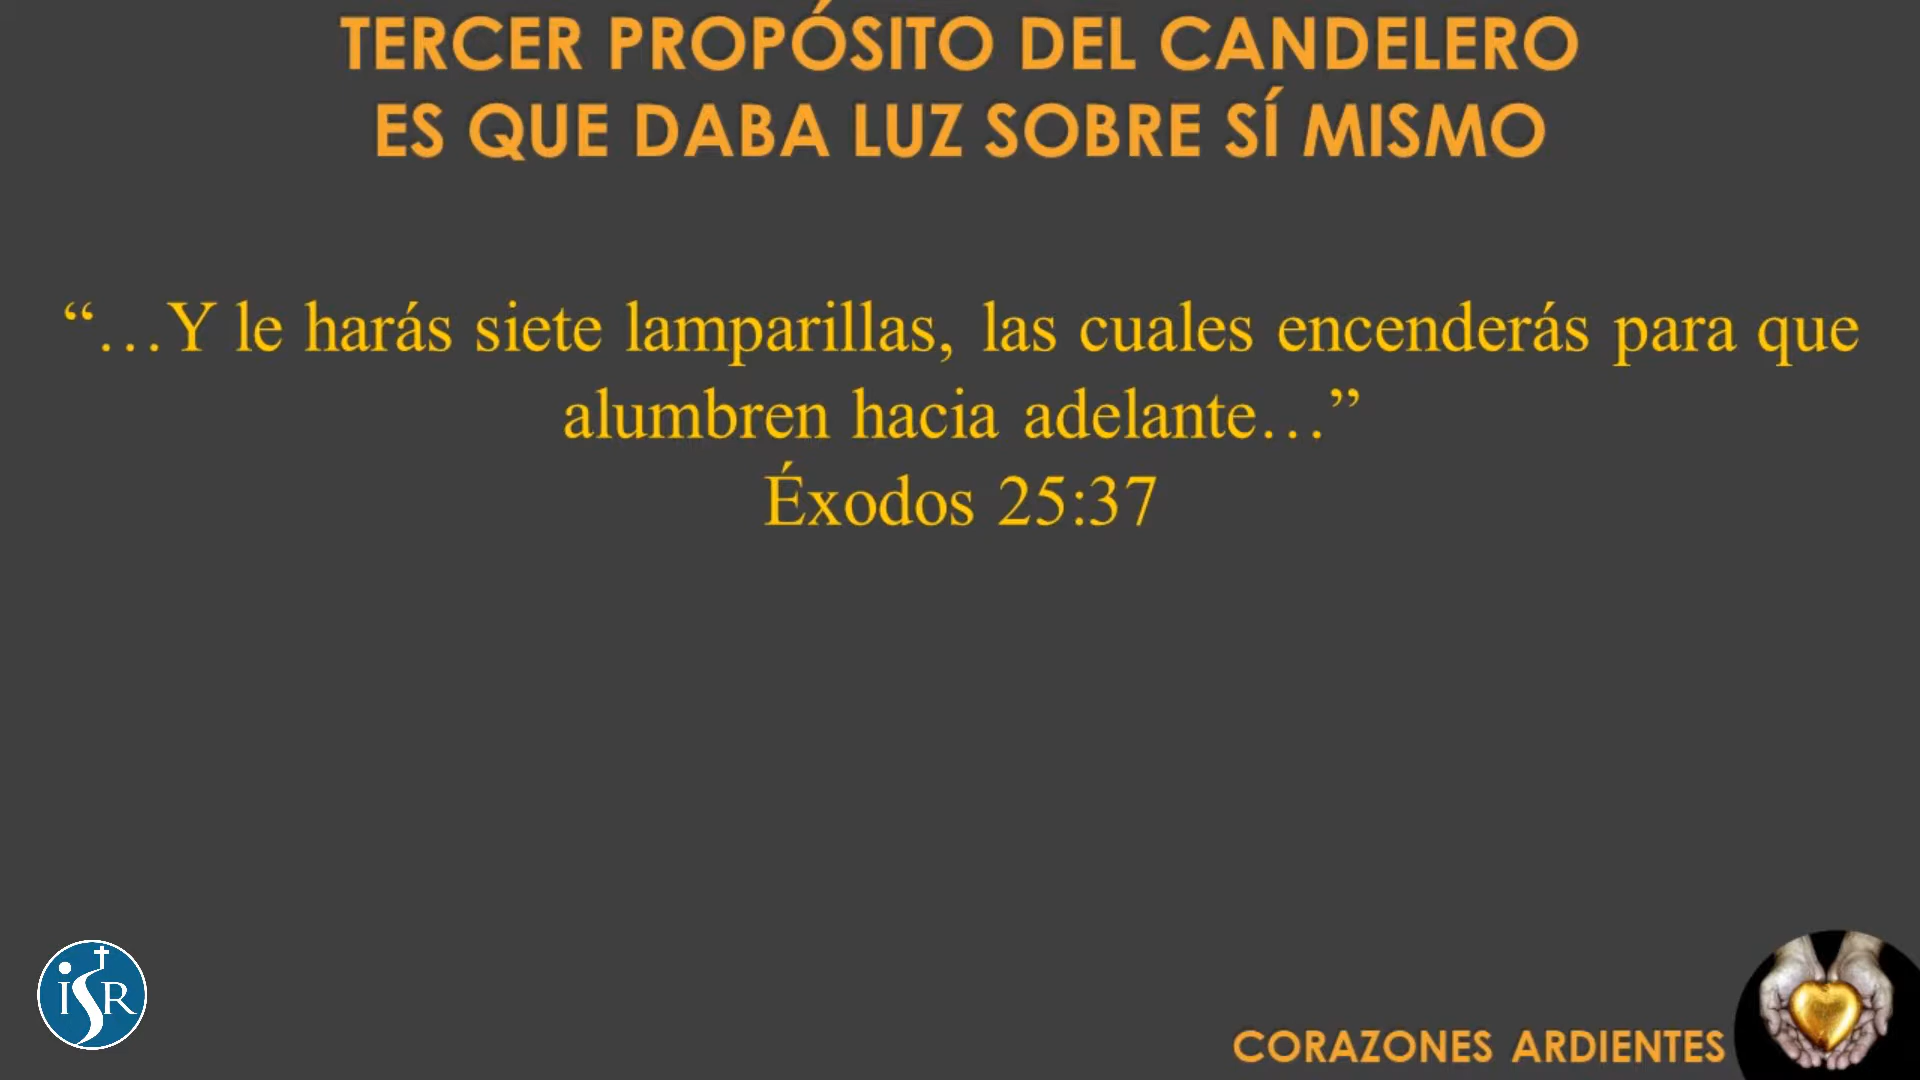 TERCER PROPÓSITO DEL CANDELERO
ES QUE DABA LUZ SOBRE SÍ MISMO
“…Y le harás siete lamparillas, las cuales encenderás para que
alumbren hacia adelante…”
Éxodos 25:37
iSR
CORAZONES ARDIENTES